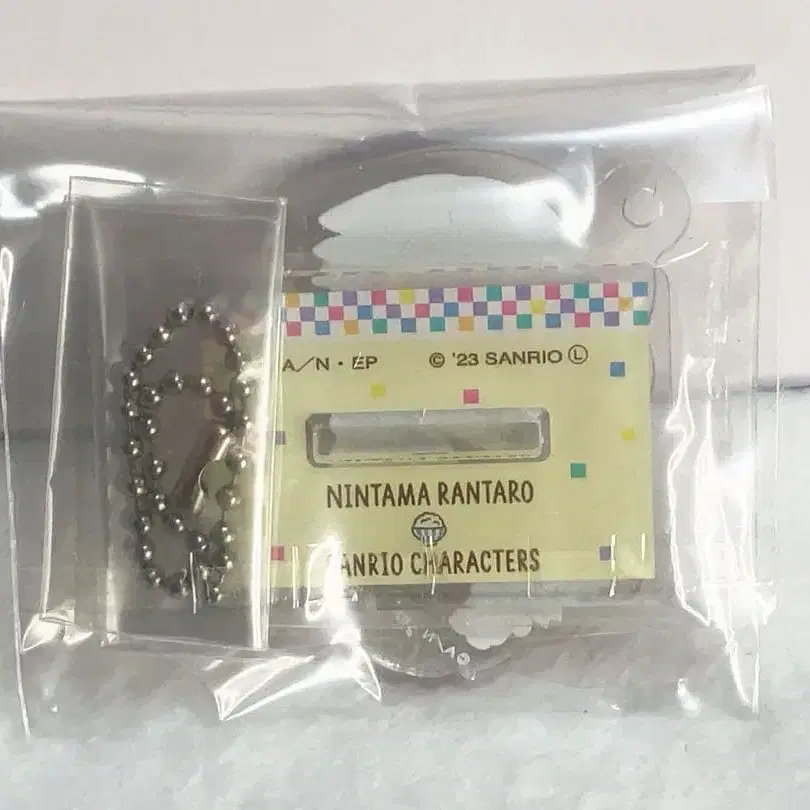 A/N・EP © '23 SANRIO Ⓛ
NINTAMA RANTARO
SANRIO CHARACTERS